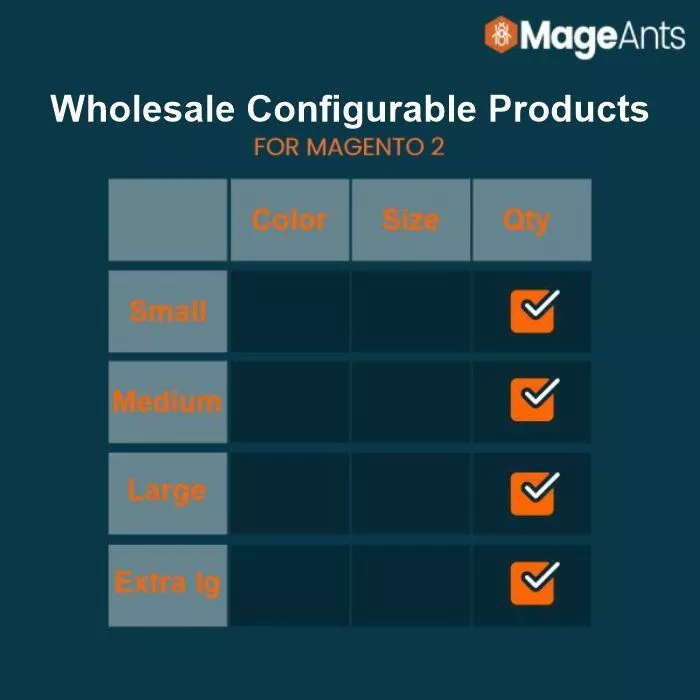 MageAnts
Wholesale Configurable Products
FOR MAGENTO 2
Color Size Qty
Small
Medium
Large
Extra lg